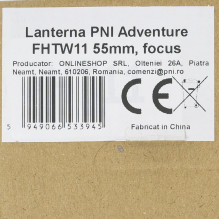 Lanterna PNI Adventure
FHTW11 55mm, focus
Producator: ONLINESHOP SRL, Olteniei 26A, Piatra
Neamt, Neamt, 610206, Romania, comenzi@pni.ro
CE
5 949066 533945
Fabricat in China